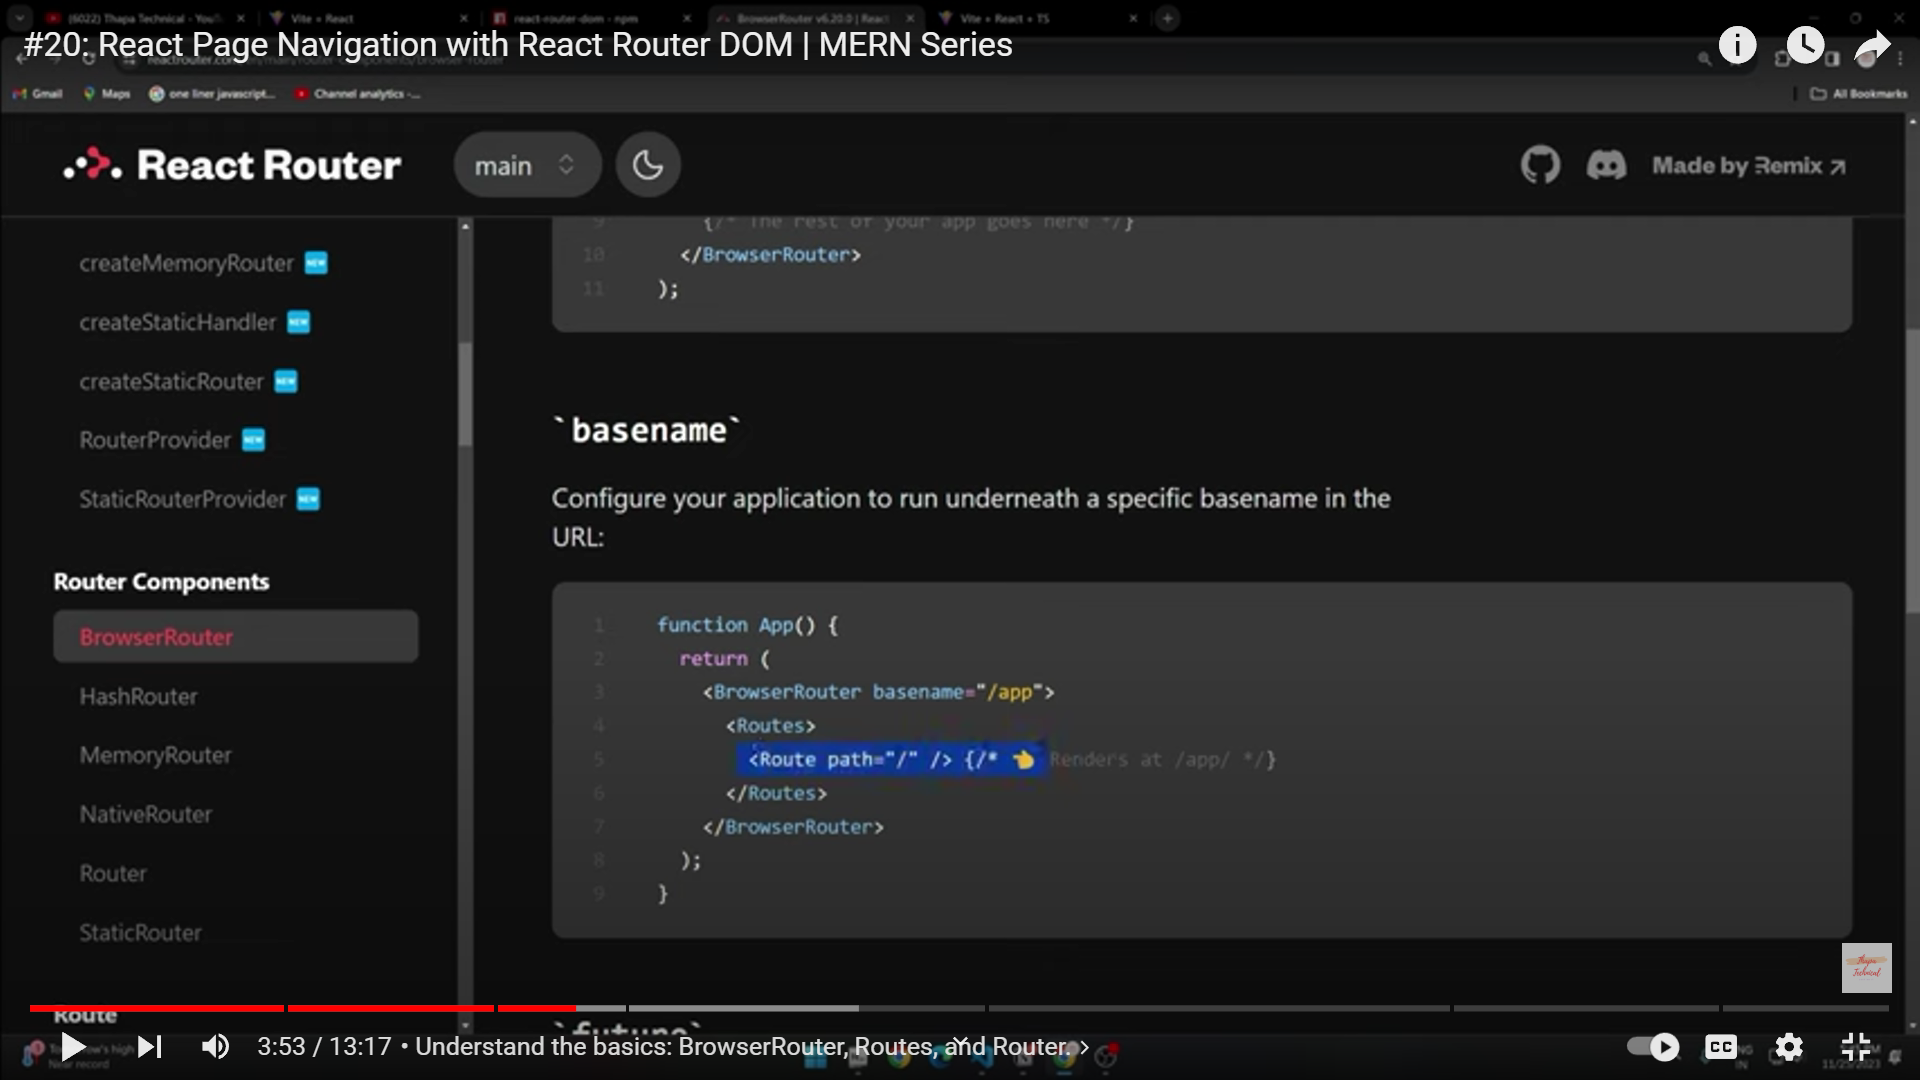 (6022) Thapa Technical - You
Vite + React
react-router-dom - npm
BrowserRouter v6.20.0 | React
Vite + React + TS
#20: React Page Navigation with React Router DOM | MERN Series
Gmail
Maps
one liner javascript...
Channel analytics -...
All Bookmarks
React Router
main
Made by Remix ↗
createMemoryRouter NEW
createStaticHandler NEW
createStaticRouter NEW
RouterProvider NEW
StaticRouterProvider NEW
Router Components
BrowserRouter
HashRouter
MemoryRouter
NativeRouter
Router
StaticRouter
Route
9 {/* The rest of your app goes here */}
10 </BrowserRouter>
11 );
`basename`
Configure your application to run underneath a specific basename in the
URL:
1 function App() {
2 return (
3 <BrowserRouter basename="/app">
4 <Routes>
5 <Route path="/" /> {/* 👈 Renders at /app/ */}
6 </Routes>
7 </BrowserRouter>
8 );
9 }
`future`
Thapa
Technical
3:53 / 13:17 • Understand the basics: BrowserRouter, Routes, and Router. >
CC
Near record